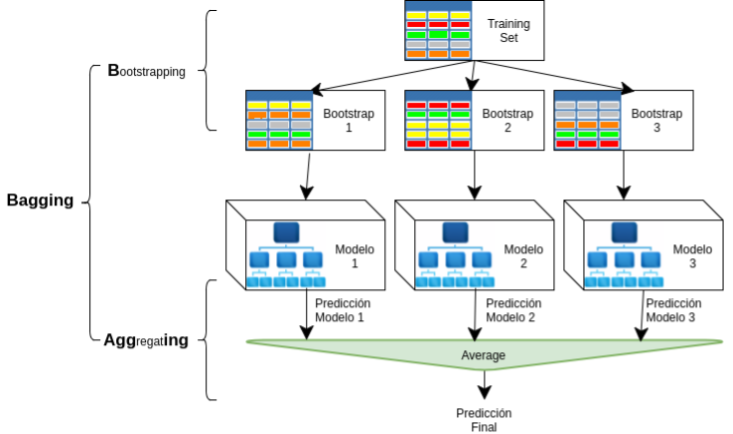 Training
Set
Bootstrapping
Bootstrap
1
Bootstrap
2
Bootstrap
3
Bagging
Modelo
1
Modelo
2
Modelo
3
Predicción
Modelo 1
Predicción
Modelo 2
Predicción
Modelo 3
Aggregating
Average
Predicción
Final